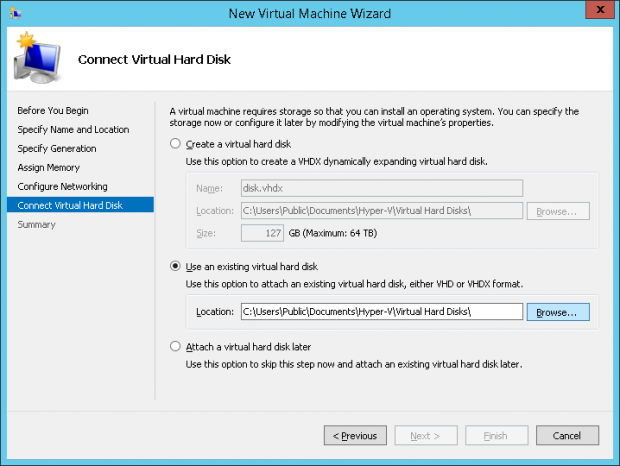 New Virtual Machine Wizard
x
Connect Virtual Hard Disk
Before You Begin
Specify Name and Location
Specify Generation
Assign Memory
Configure Networking
Connect Virtual Hard Disk
Summary
A virtual machine requires storage so that you can install an operating system. You can specify the
storage now or configure it later by modifying the virtual machine's properties.
Create a virtual hard disk
Use this option to create a VHDX dynamically expanding virtual hard disk.
Name: disk.vhdx
Location: C:\Users\Public\Documents\Hyper-V\Virtual Hard Disks\ Browse...
Size: 127 GB (Maximum: 64 TB)
Use an existing virtual hard disk
Use this option to attach an existing virtual hard disk, either VHD or VHDX format.
Location: C:\Users\Public\Documents\Hyper-V\Virtual Hard Disks\ Browse...
Attach a virtual hard disk later
Use this option to skip this step now and attach an existing virtual hard disk later.
< Previous Next > Finish Cancel